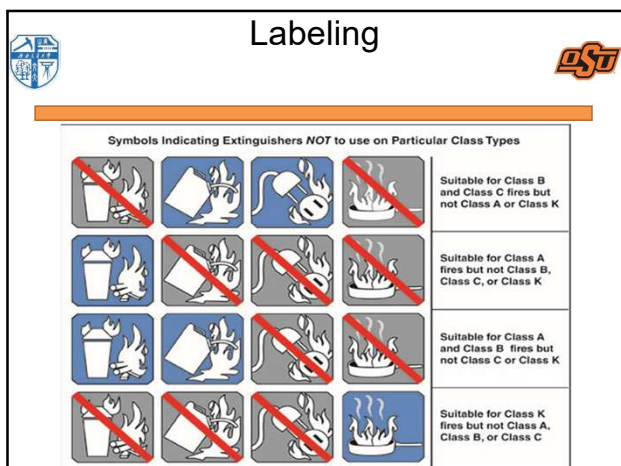 Labeling
OSU
Symbols Indicating Extinguishers NOT to use on Particular Class Types
Suitable for Class B
and Class C fires but
not Class A or Class K
Suitable for Class A
fires but not Class B,
Class C, or Class K
Suitable for Class A
and Class B fires but
not Class C or Class K
Suitable for Class K
fires but not Class A,
Class B, or Class C